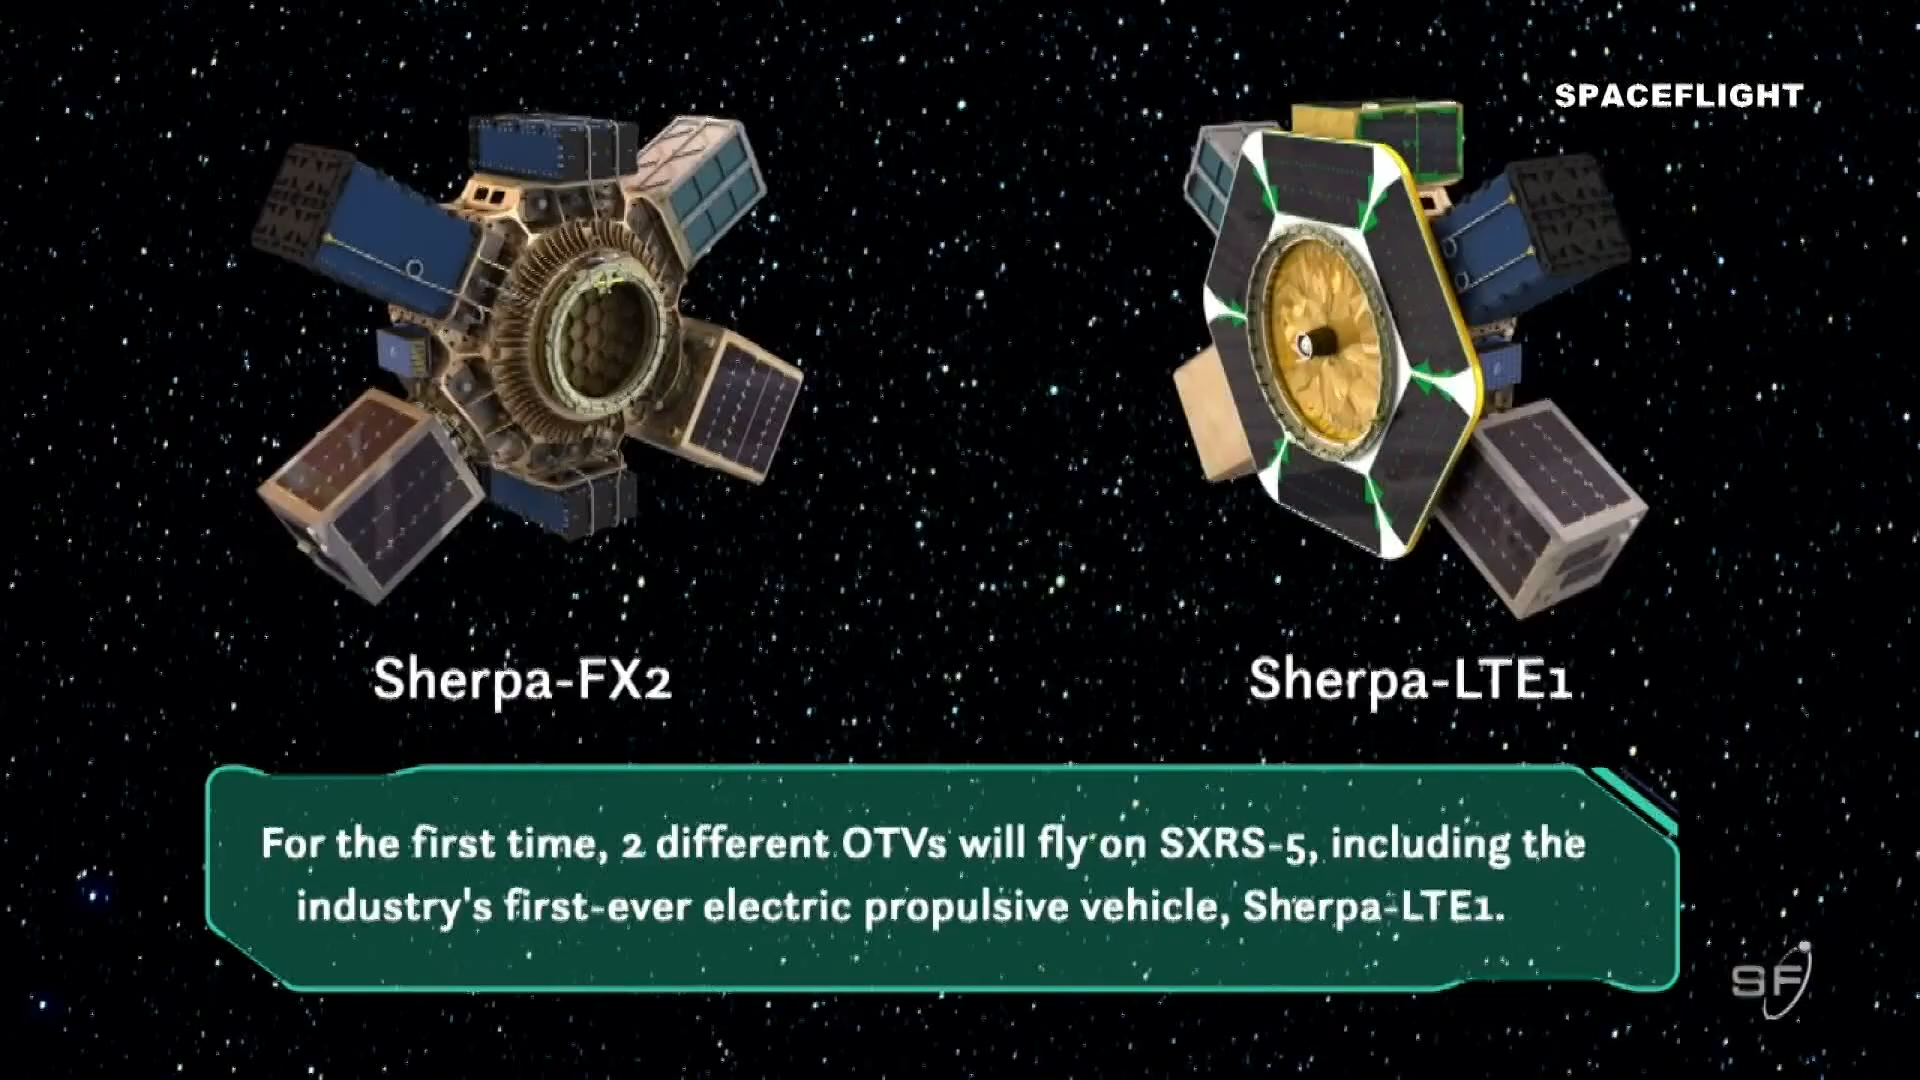 SPACEFLIGHT
Sherpa-FX2
Sherpa-LTE1
For the first time, 2 different OTVs will fly on SXRS-5, including the
industry's first-ever electric propulsive vehicle, Sherpa-LTE1.
SF